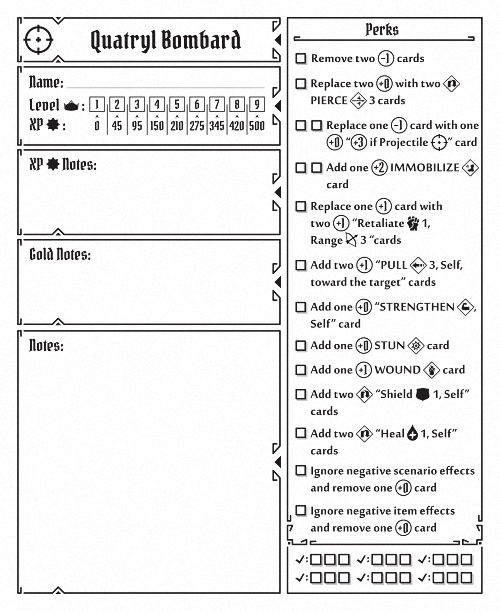 Quatryl Bombard
Name:
Level : 1 2 3 4 5 6 7 8 9
XP : 0 45 95 150 210 275 345 420 500
XP Notes:
Gold Notes:
Notes:
Perks
Remove two -1 cards
Replace two +0 with two
PIERCE 3 cards
Replace one -1 card with one
+0 “+3 if Projectile ” card
Add one +2 IMMOBILIZE
card
Replace one +1 card with
two +1 “Retaliate 1,
Range 3 “cards
Add two +1 “PULL 3, Self,
toward the target” cards
Add one +0 “STRENGTHEN ,
Self” card
Add one +0 STUN card
Add one +1 WOUND card
Add two “Shield 1, Self”
cards
Add two “Heal 1, Self”
cards
Ignore negative scenario effects
and remove one +0 card
Ignore negative item effects
and remove one +0 card
✓: ✓: ✓:
✓: ✓: ✓: